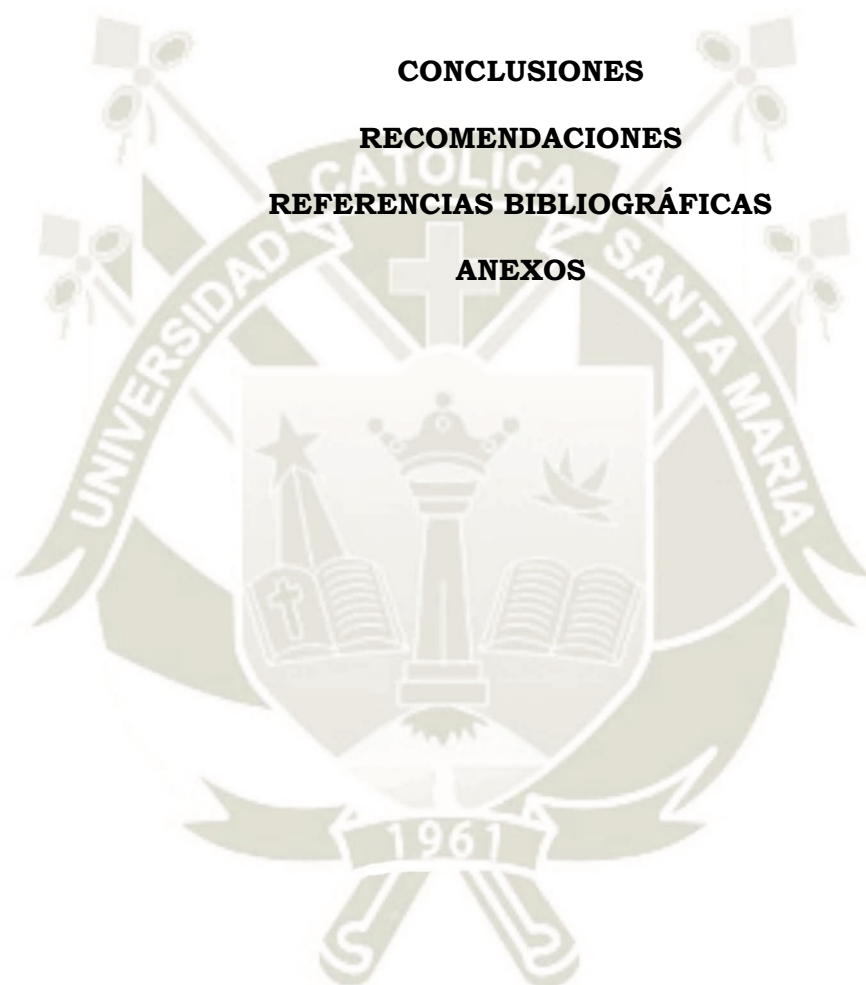 CONCLUSIONES
RECOMENDACIONES
REFERENCIAS BIBLIOGRÁFICAS
ANEXOS
UNIVERSIDAD CATOLICA SANTA MARIA
1961